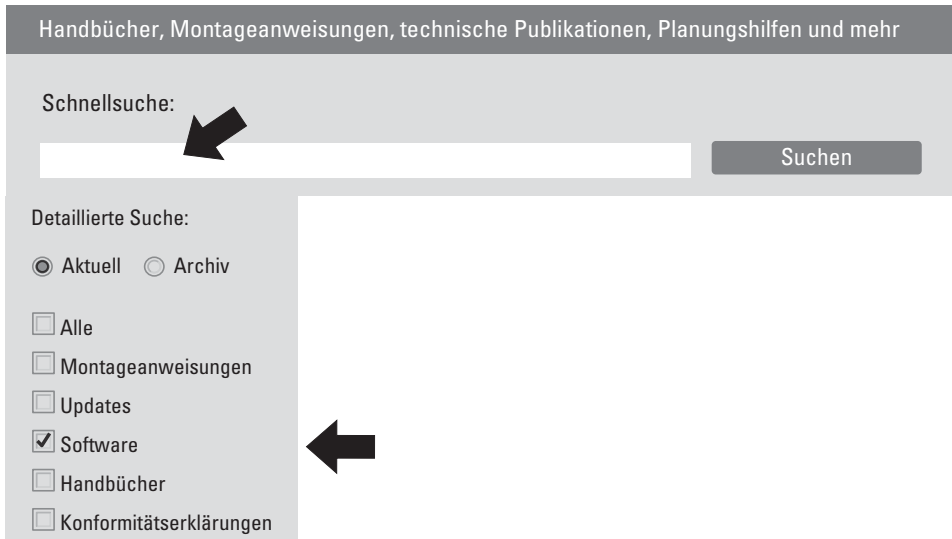 Handbücher, Montageanweisungen, technische Publikationen, Planungshilfen und mehr
Schnellsuche:
Suchen
Detaillierte Suche:
Aktuell Archiv
Alle
Montageanweisungen
Updates
Software
Handbücher
Konformitätserklärungen